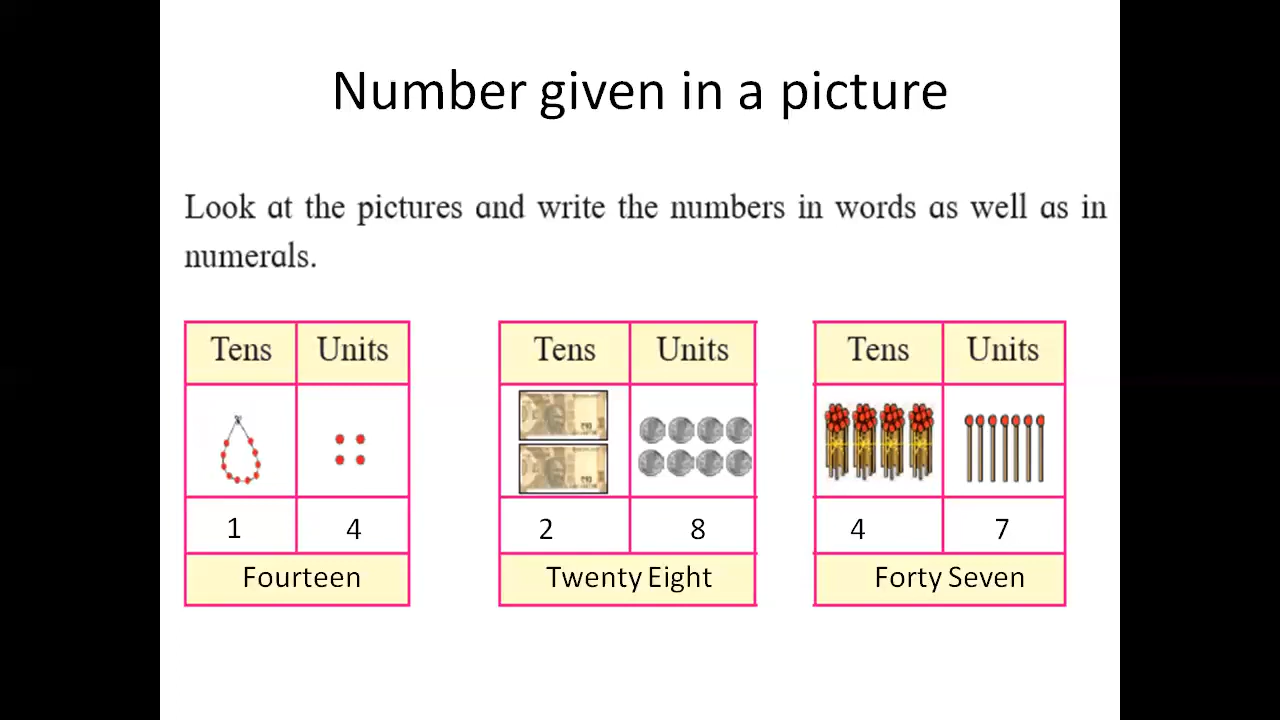 Number given in a picture
Look at the pictures and write the numbers in words as well as in
numerals.
Tens Units
1 4
Fourteen
Tens Units
2 8
Twenty Eight
Tens Units
4 7
Forty Seven